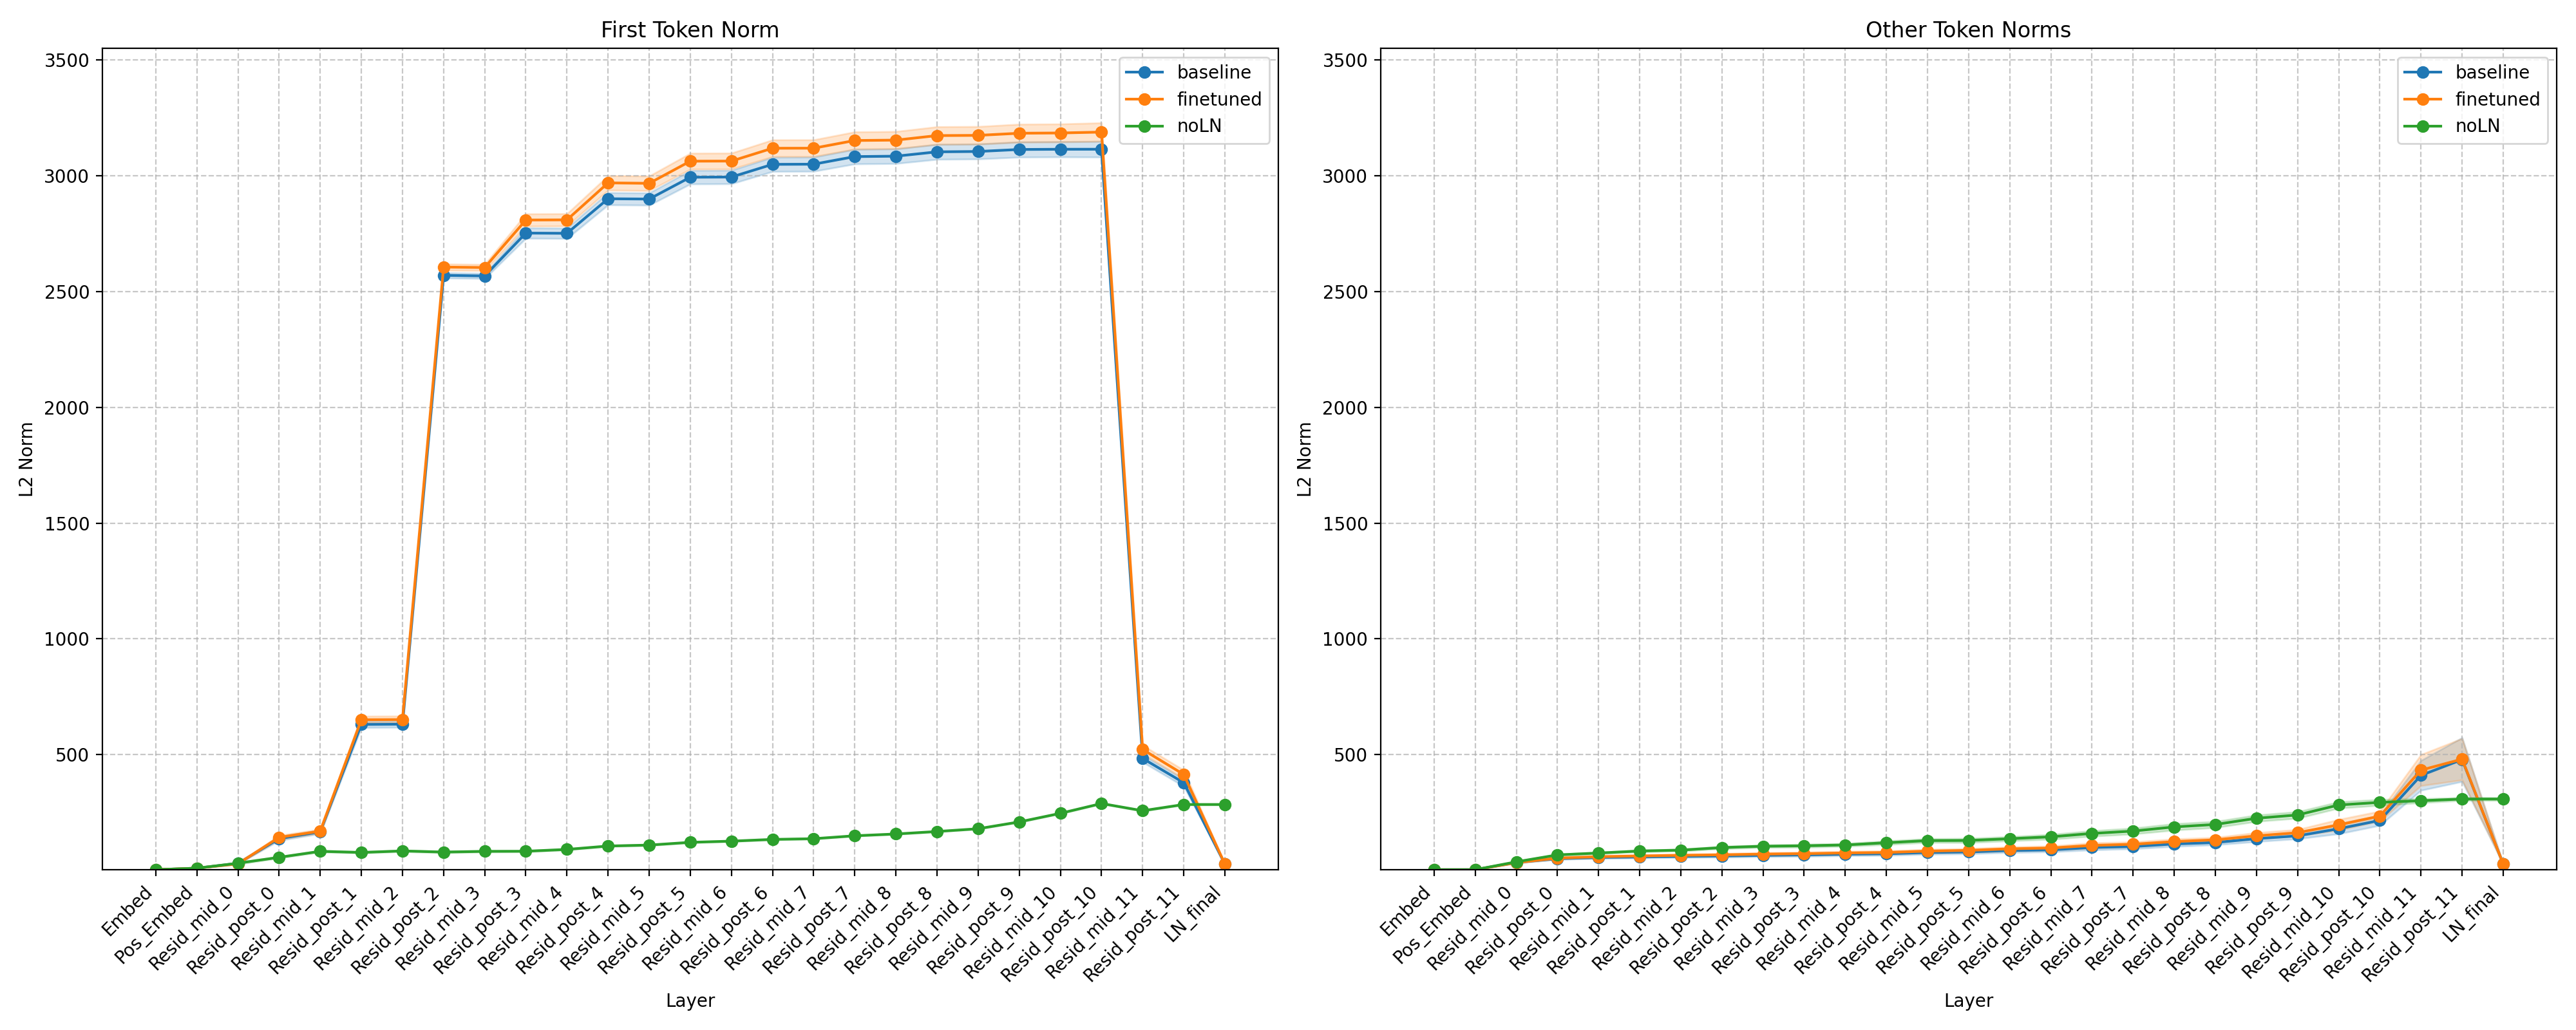 First Token Norm
3500
3000
2500
2000
1500
1000
500
L2 Norm
baseline
finetuned
noLN
Embed
Pos_Embed
Resid_mid_0
Resid_post_0
Resid_mid_1
Resid_post_1
Resid_mid_2
Resid_post_2
Resid_mid_3
Resid_post_3
Resid_mid_4
Resid_post_4
Resid_mid_5
Resid_post_5
Resid_mid_6
Resid_post_6
Resid_mid_7
Resid_post_7
Resid_mid_8
Resid_post_8
Resid_mid_9
Resid_post_9
Resid_mid_10
Resid_post_10
Resid_mid_11
Resid_post_11
LN_final
Layer
Other Token Norms
3500
3000
2500
2000
1500
1000
500
L2 Norm
baseline
finetuned
noLN
Embed
Pos_Embed
Resid_mid_0
Resid_post_0
Resid_mid_1
Resid_post_1
Resid_mid_2
Resid_post_2
Resid_mid_3
Resid_post_3
Resid_mid_4
Resid_post_4
Resid_mid_5
Resid_post_5
Resid_mid_6
Resid_post_6
Resid_mid_7
Resid_post_7
Resid_mid_8
Resid_post_8
Resid_mid_9
Resid_post_9
Resid_mid_10
Resid_post_10
Resid_mid_11
Resid_post_11
LN_final
Layer